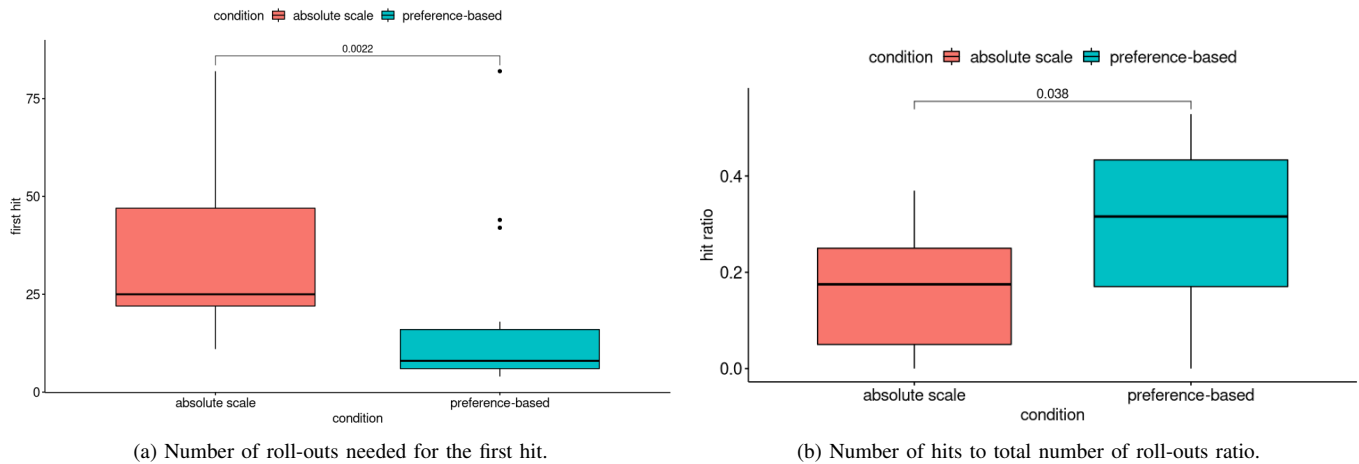 condition absolute scale preference-based
0.0022
75
50
25
0
first hit
absolute scale preference-based
condition
(a) Number of roll-outs needed for the first hit.
condition absolute scale preference-based
0.038
0.4
0.2
0.0
hit ratio
absolute scale preference-based
condition
(b) Number of hits to total number of roll-outs ratio.